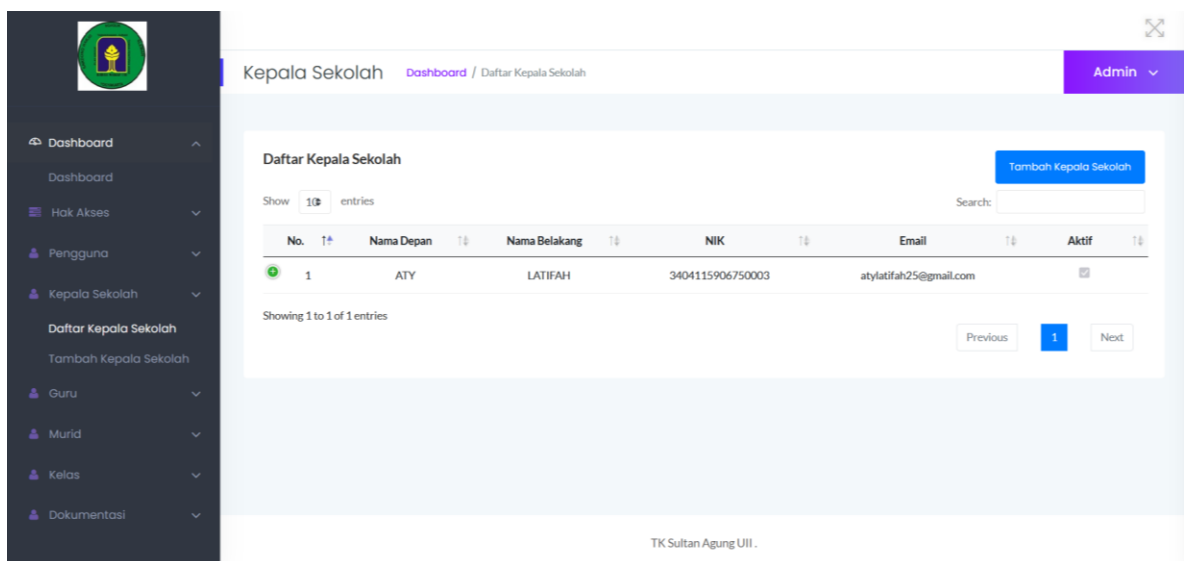 Kepala Sekolah Dashboard / Daftar Kepala Sekolah
Admin
Dashboard
Dashboard
Hak Akses
Pengguna
Kepala Sekolah
Daftar Kepala Sekolah
Tambah Kepala Sekolah
Guru
Murid
Kelas
Dokumentasi
Daftar Kepala Sekolah
Tambah Kepala Sekolah
Show 10 entries
Search:
No. Nama Depan Nama Belakang NIK Email Aktif
1 ATY LATIFAH 3404115906750003 atylatifah25@gmail.com
Showing 1 to 1 of 1 entries
Previous 1 Next
TK Sultan Agung UII .